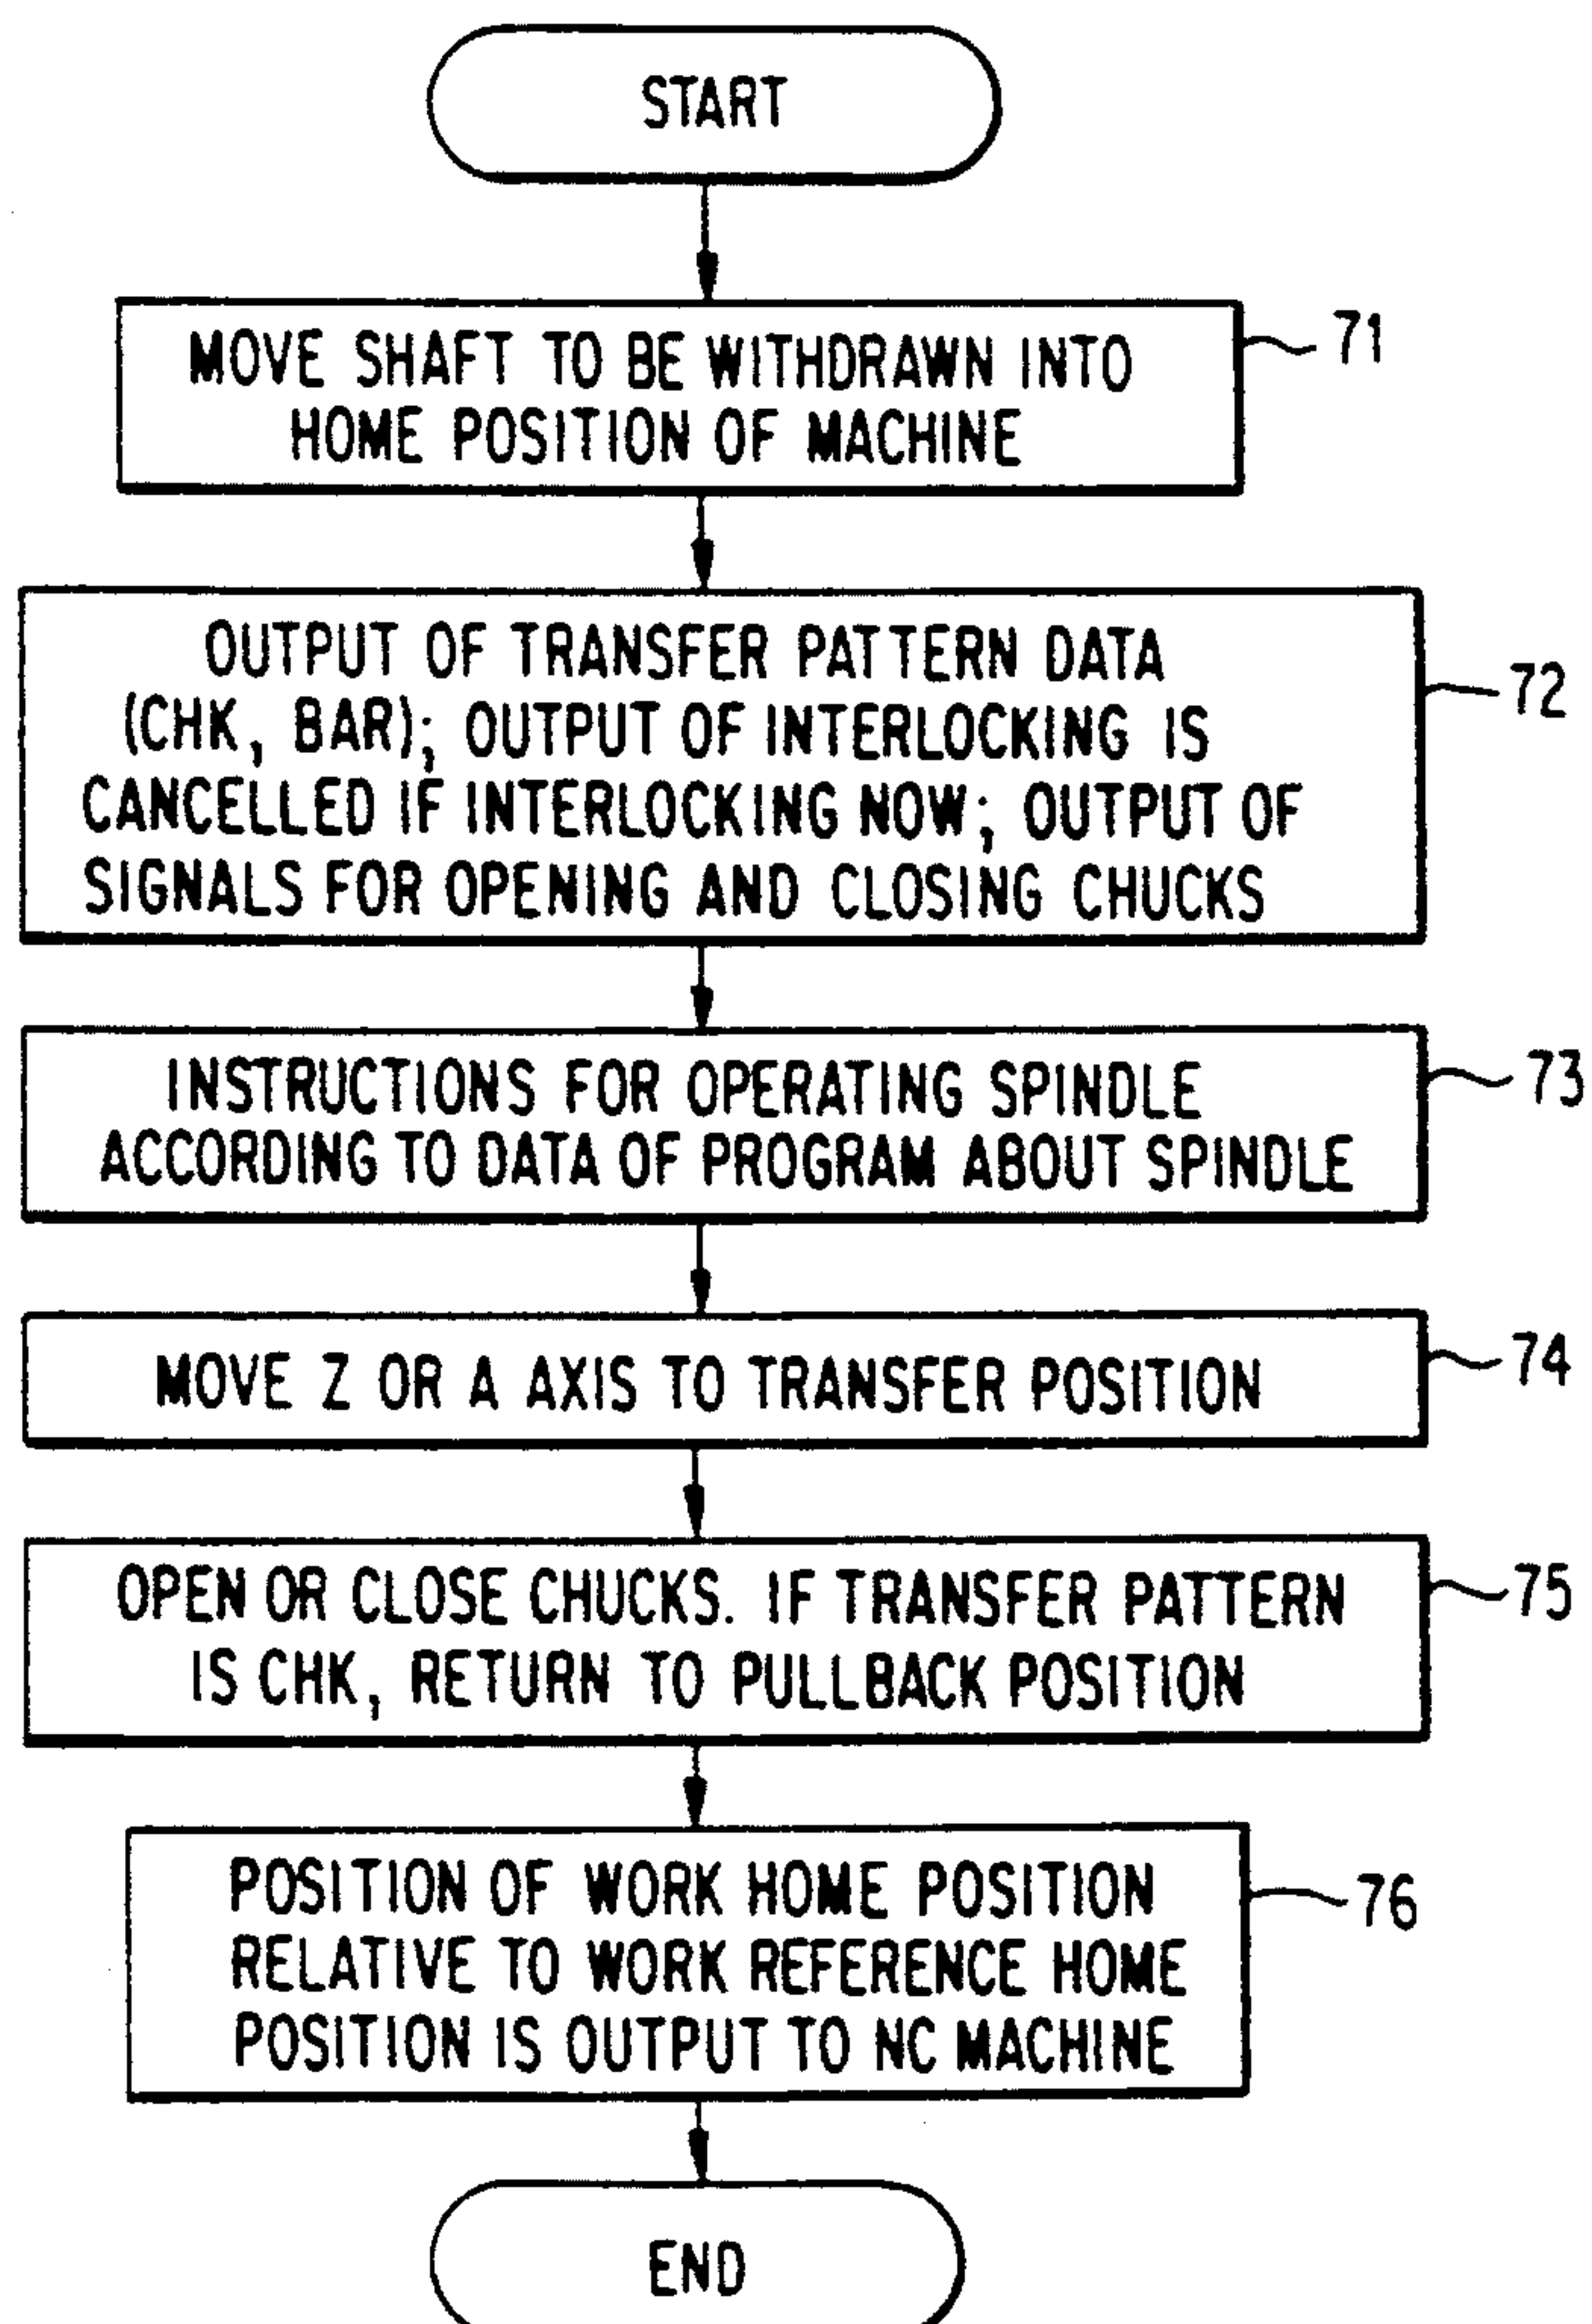 START
MOVE SHAFT TO BE WITHDRAWN INTO
HOME POSITION OF MACHINE
71
OUTPUT OF TRANSFER PATTERN DATA
(CHK, BAR); OUTPUT OF INTERLOCKING IS
CANCELLED IF INTERLOCKING NOW; OUTPUT OF
SIGNALS FOR OPENING AND CLOSING CHUCKS
72
INSTRUCTIONS FOR OPERATING SPINDLE
ACCORDING TO DATA OF PROGRAM ABOUT SPINDLE
73
MOVE Z OR A AXIS TO TRANSFER POSITION
74
OPEN OR CLOSE CHUCKS. IF TRANSFER PATTERN
IS CHK, RETURN TO PULLBACK POSITION
75
POSITION OF WORK HOME POSITION
RELATIVE TO WORK REFERENCE HOME
POSITION IS OUTPUT TO NC MACHINE
76
END